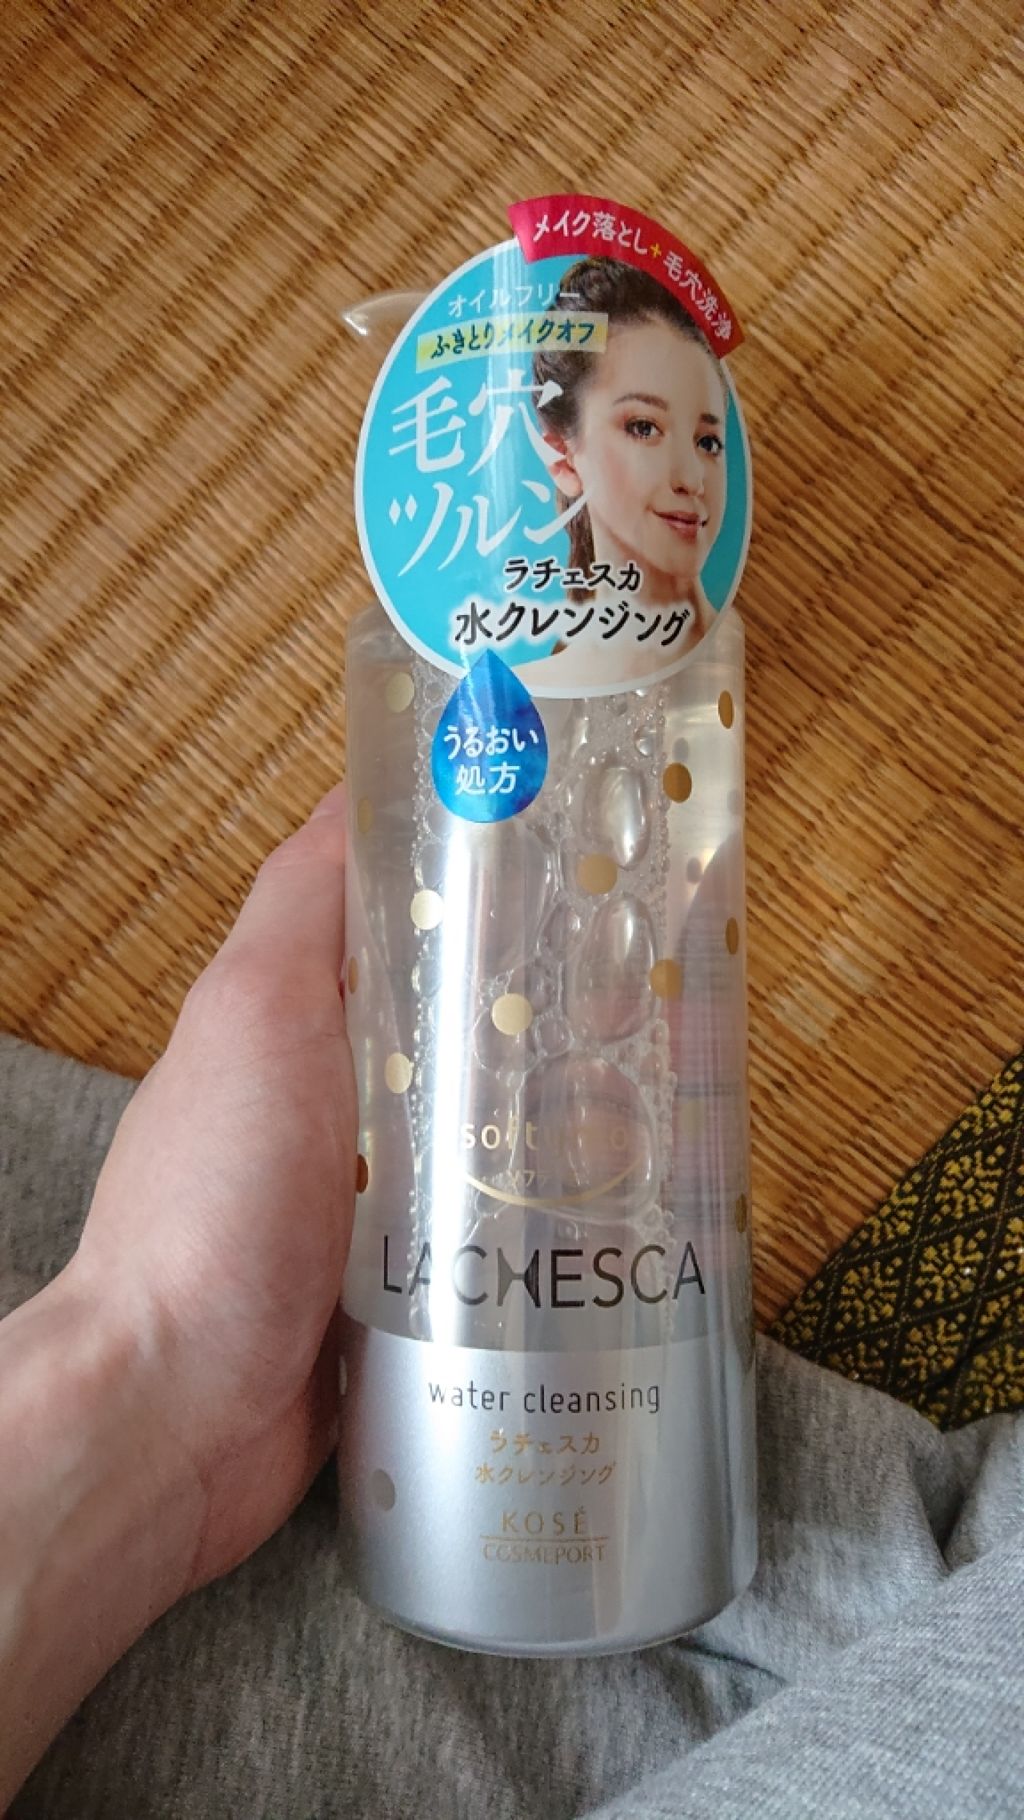 メイク落とし+毛穴洗浄
オイルフリー
ふきとりメイクオフ
毛穴
ツルン
ラチェスカ
水クレンジング
うるおい
処方
softymo
LACHESCA
water cleansing
ラチェスカ
水クレンジング
KOSÉ
COSMEPORT